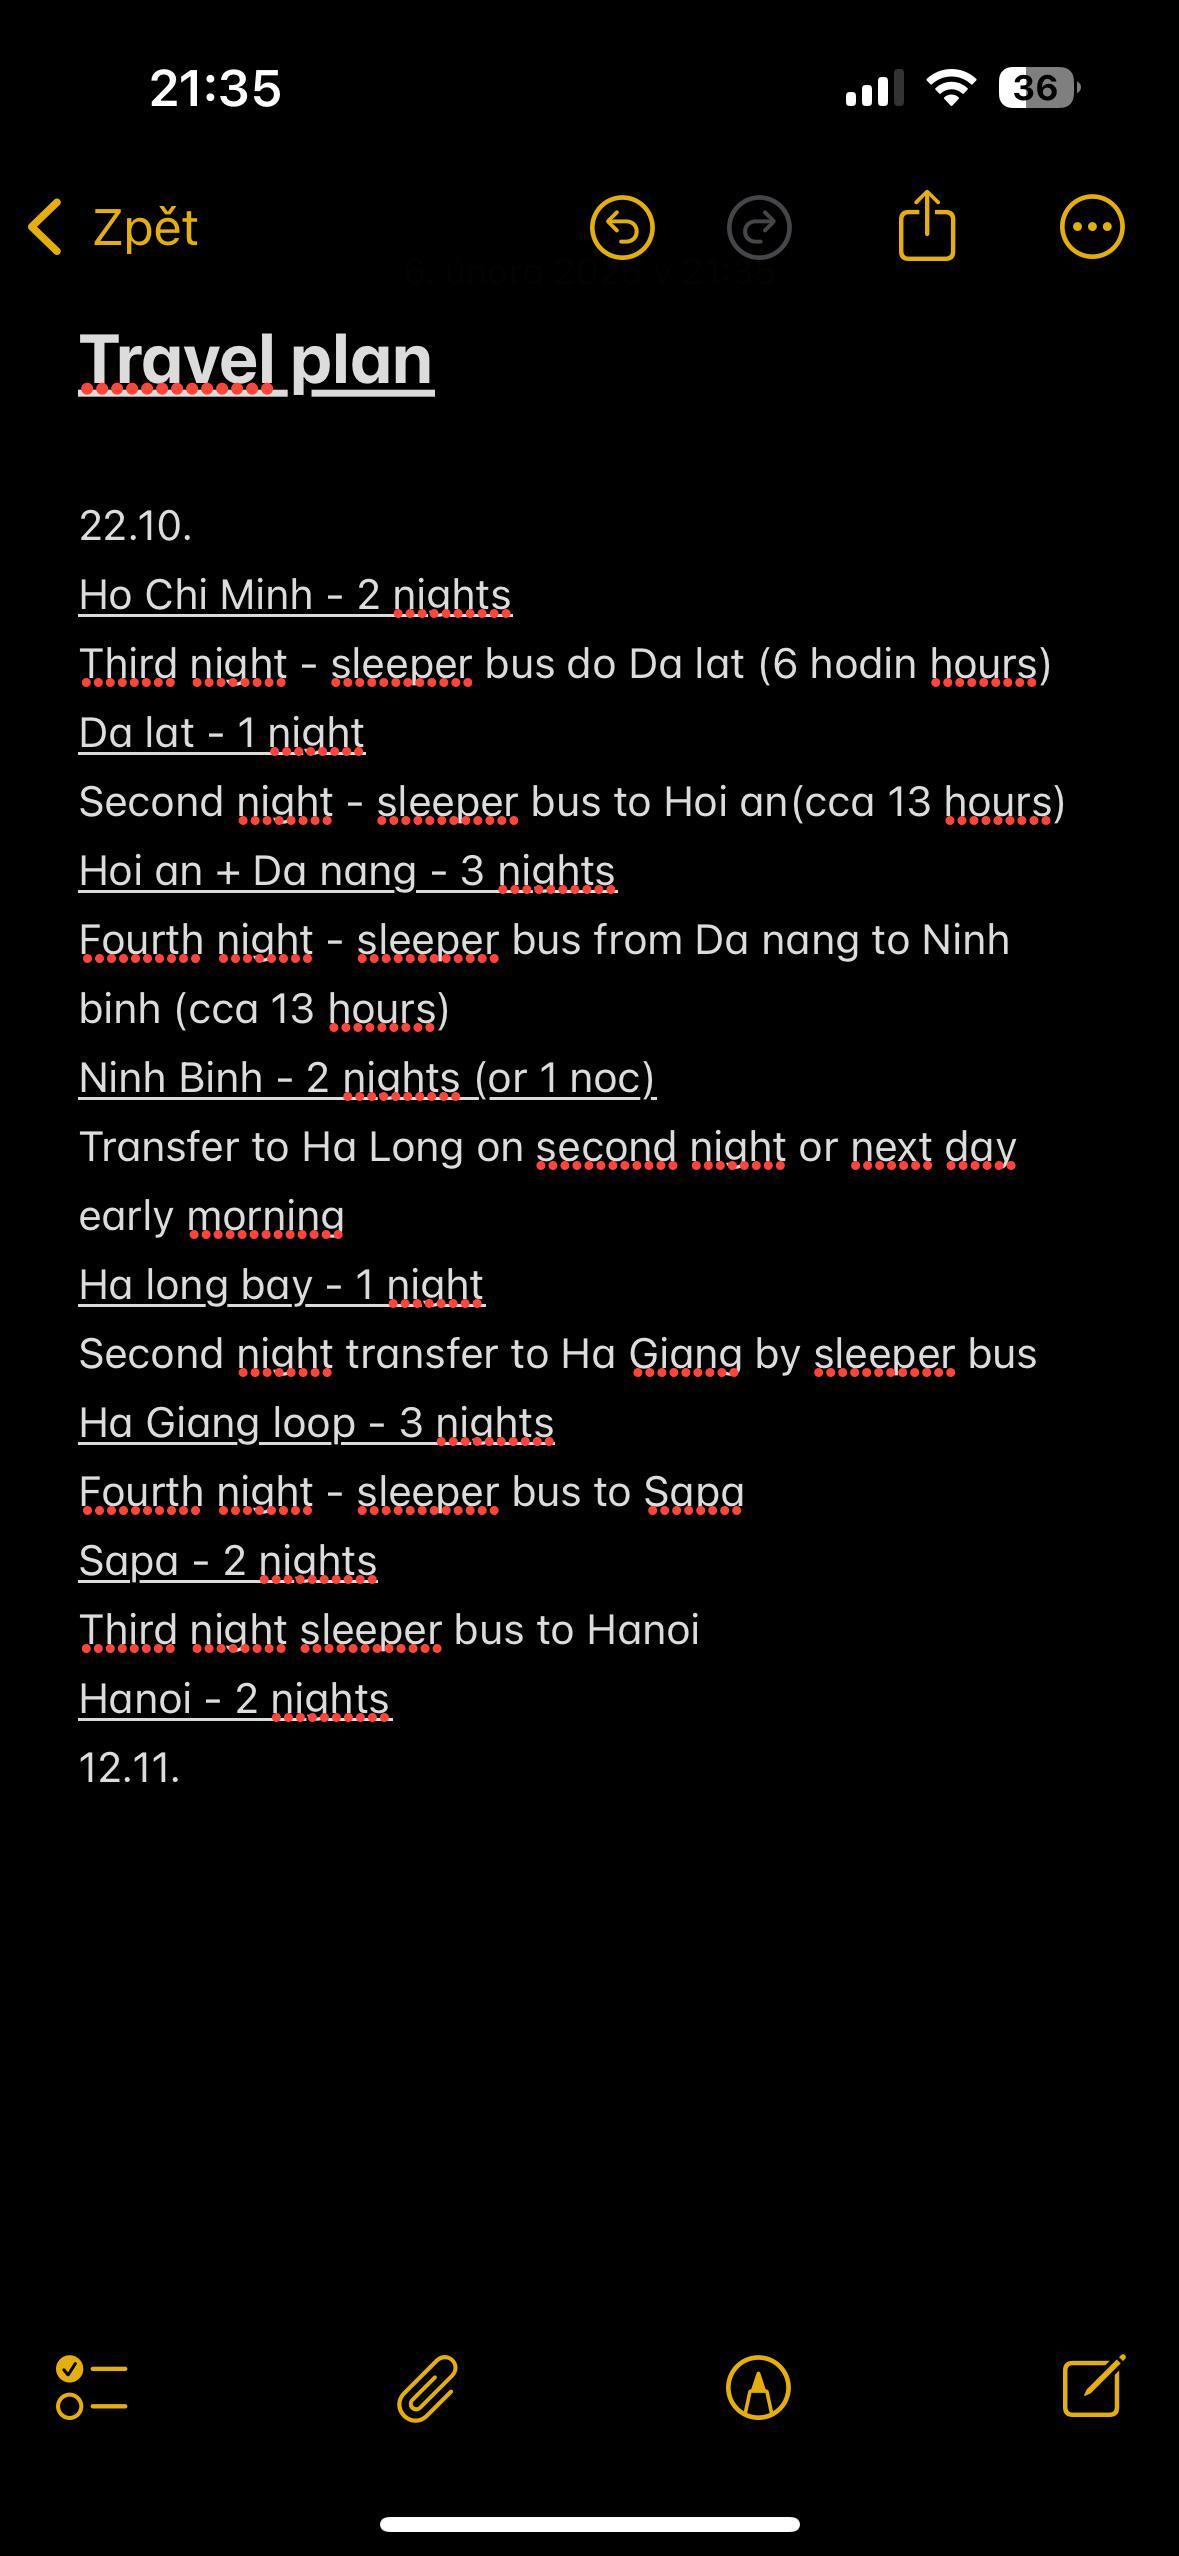 21:35
36
Zpět
6. února 2025 v 21:35
Travel plan
22.10.
Ho Chi Minh - 2 nights
Third night - sleeper bus do Da lat (6 hodin hours)
Da lat - 1 night
Second night - sleeper bus to Hoi an(cca 13 hours)
Hoi an + Da nang - 3 nights
Fourth night - sleeper bus from Da nang to Ninh
binh (cca 13 hours)
Ninh Binh - 2 nights (or 1 noc)
Transfer to Ha Long on second night or next day
early morning
Ha long bay - 1 night
Second night transfer to Ha Giang by sleeper bus
Ha Giang loop - 3 nights
Fourth night - sleeper bus to Sapa
Sapa - 2 nights
Third night sleeper bus to Hanoi
Hanoi - 2 nights
12.11.